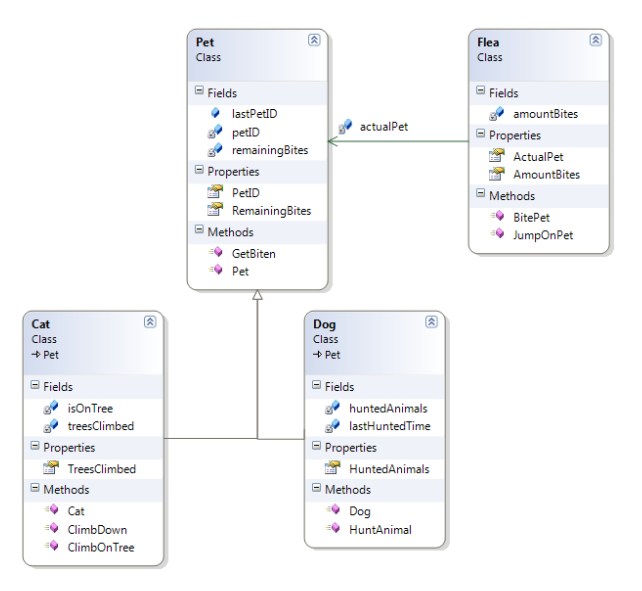 Pet
Class
Fields
lastPetID
petID
remainingBites
Properties
PetID
RemainingBites
Methods
GetBiten
Pet
actualPet
Flea
Class
Fields
amountBites
Properties
ActualPet
AmountBites
Methods
BitePet
JumpOnPet
Cat
Class
Pet
Fields
isOnTree
treesClimbed
Properties
TreesClimbed
Methods
Cat
ClimbDown
ClimbOnTree
Dog
Class
Pet
Fields
huntedAnimals
lastHuntedTime
Properties
HuntedAnimals
Methods
Dog
HuntAnimal